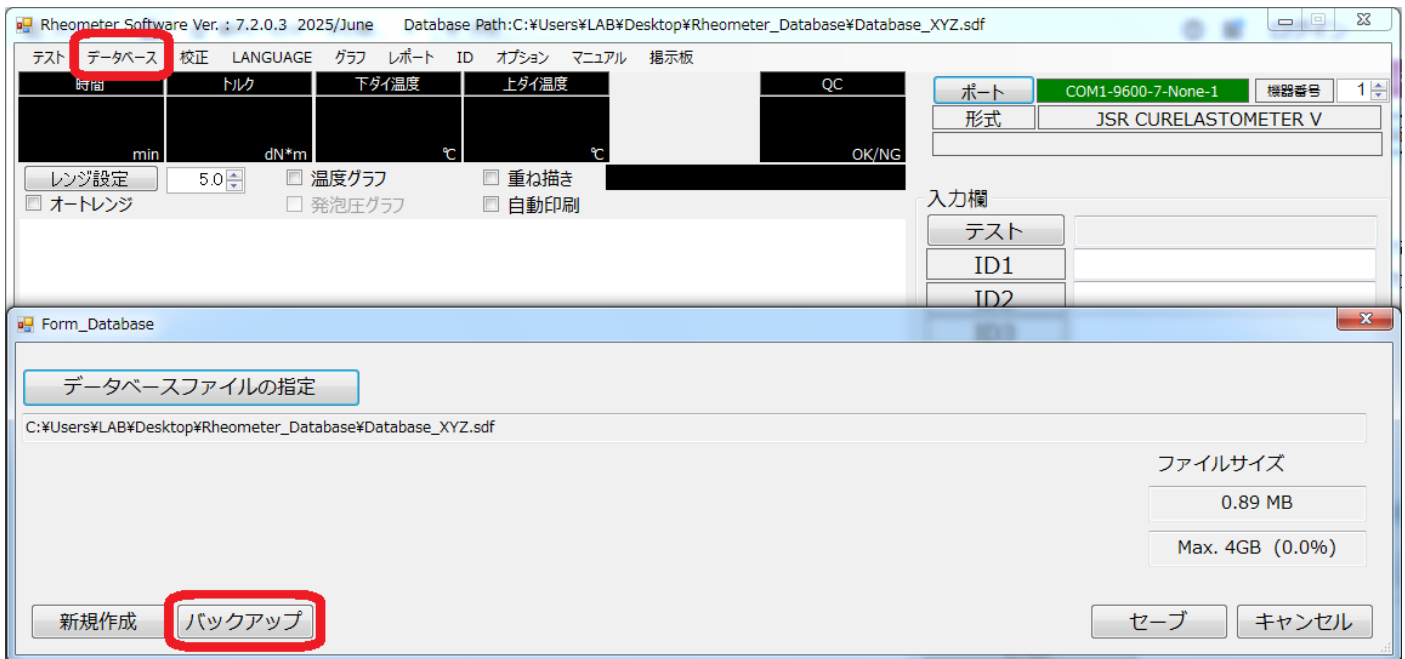 Rheometer Software Ver. : 7.2.0.3 2025/June Database Path:C:¥Users¥LAB¥Desktop¥Rheometer_Database¥Database_XYZ.sdf
テスト データベース 校正 LANGUAGE グラフ レポート ID オプション マニュアル 掲示板
時間 トルク 下ダイ温度 上ダイ温度 QC
min dN*m ℃ ℃ OK/NG
ポート COM1-9600-7-None-1 機器番号 1
形式 JSR CURELASTOMETER V
レンジ設定 5.0 温度グラフ 重ね描き
オートレンジ 発泡圧グラフ 自動印刷
入力欄
テスト
ID1
ID2
ID3
Form_Database
データベースファイルの指定
C:¥Users¥LAB¥Desktop¥Rheometer_Database¥Database_XYZ.sdf
ファイルサイズ
0.89 MB
Max. 4GB (0.0%)
新規作成 バックアップ セーブ キャンセル